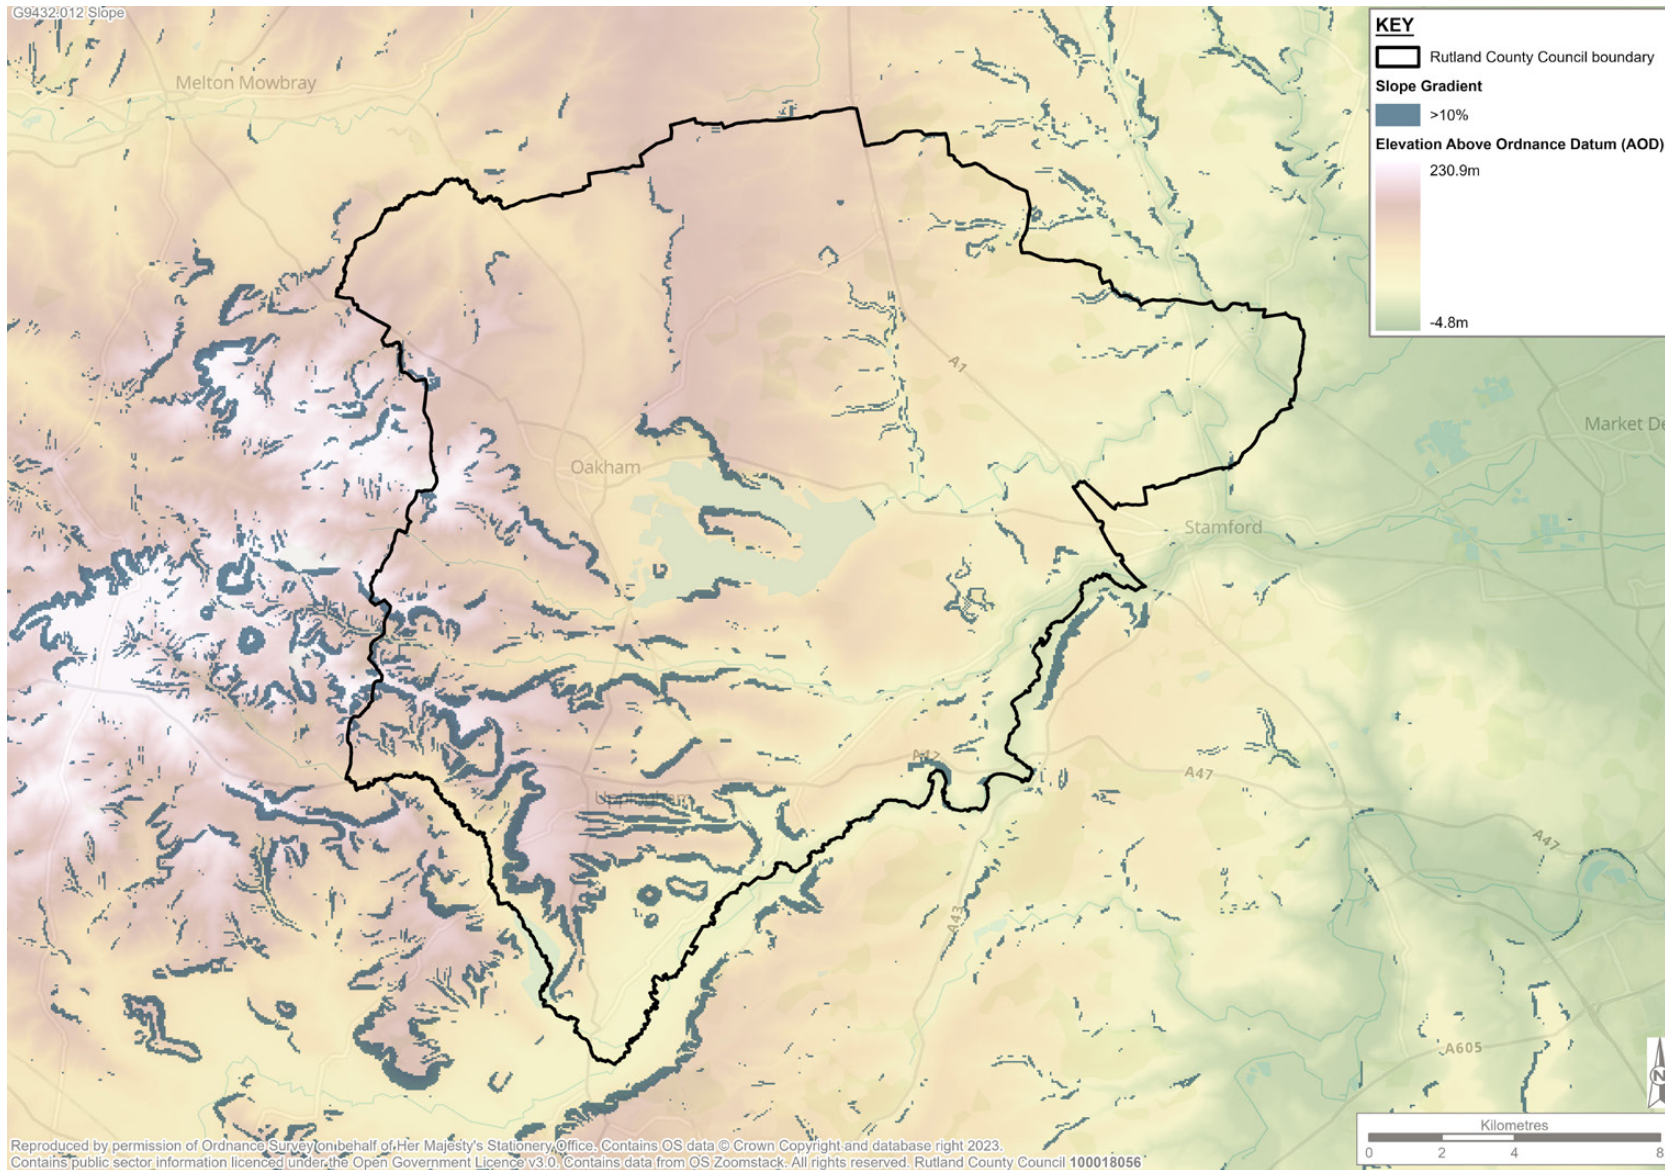 G9432.012 Slope
KEY
Rutland County Council boundary
Slope Gradient
>10%
Elevation Above Ordnance Datum (AOD)
230.9m
-4.8m
Melton Mowbray
A1
Market De
Oakham
Stamford
A47
A47
Uppingham
A47
A43
A605
N
Kilometres
0 2 4 8
Reproduced by permission of Ordnance Survey on behalf of Her Majesty's Stationery Office. Contains OS data © Crown Copyright and database right 2023.
Contains public sector information licenced under the Open Government Licence v3.0. Contains data from OS Zoomstack. All rights reserved. Rutland County Council 100018056